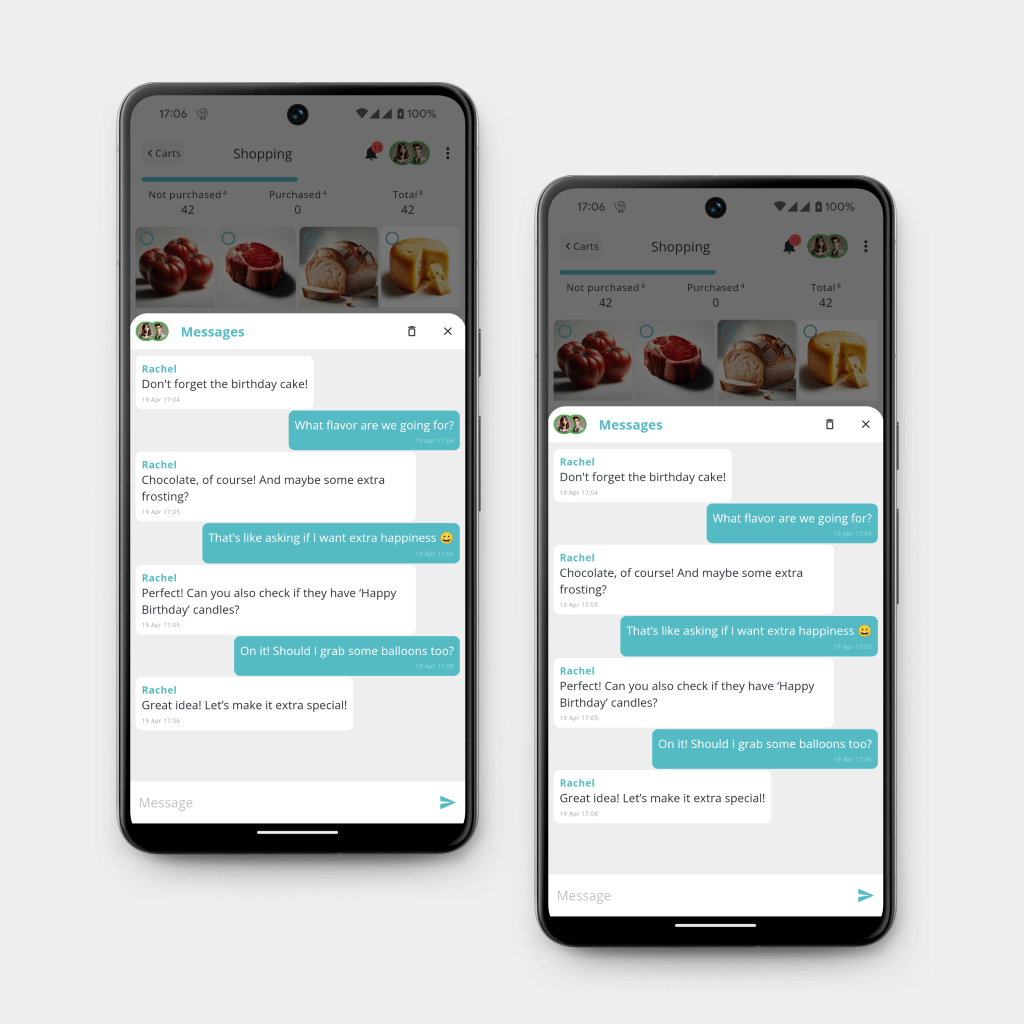 17:06
100%
Carts
Shopping
Not purchased 4
Purchased 4
Total 8
42
0
42
Messages
Rachel
Don't forget the birthday cake!
19 Apr 17:04
What flavor are we going for?
19 Apr 17:04
Rachel
Chocolate, of course! And maybe some extra
frosting?
19 Apr 17:05
That's like asking if I want extra happiness 😀
19 Apr 17:05
Rachel
Perfect! Can you also check if they have ‘Happy
Birthday’ candles?
19 Apr 17:05
On it! Should I grab some balloons too?
19 Apr 17:06
Rachel
Great idea! Let’s make it extra special!
19 Apr 17:06
Message
17:06
100%
Carts
Shopping
Not purchased 4
Purchased 4
Total 8
42
0
42
Messages
Rachel
Don't forget the birthday cake!
19 Apr 17:04
What flavor are we going for?
19 Apr 17:04
Rachel
Chocolate, of course! And maybe some extra
frosting?
19 Apr 17:05
That's like asking if I want extra happiness 😀
19 Apr 17:05
Rachel
Perfect! Can you also check if they have ‘Happy
Birthday’ candles?
19 Apr 17:05
On it! Should I grab some balloons too?
19 Apr 17:06
Rachel
Great idea! Let’s make it extra special!
19 Apr 17:06
Message